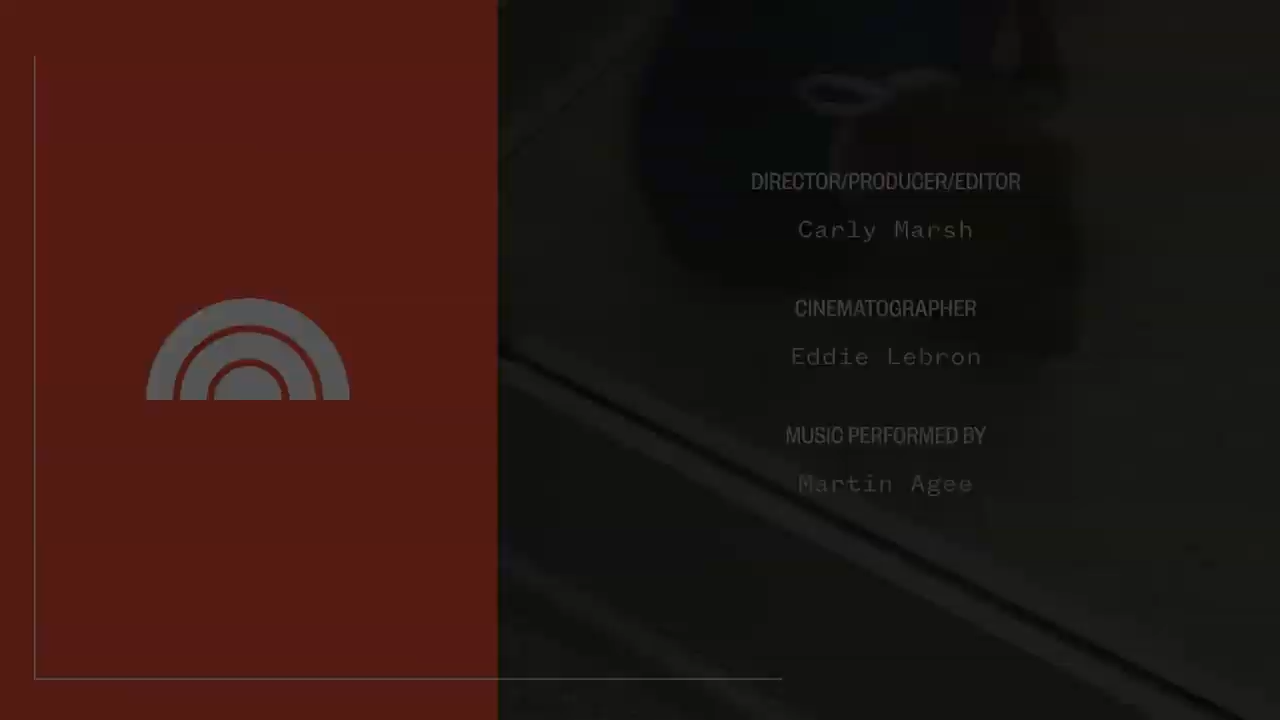 DIRECTOR/PRODUCER/EDITOR
Carly Marsh
CINEMATOGRAPHER
Eddie Lebron
MUSIC PERFORMED BY
Martin Agee